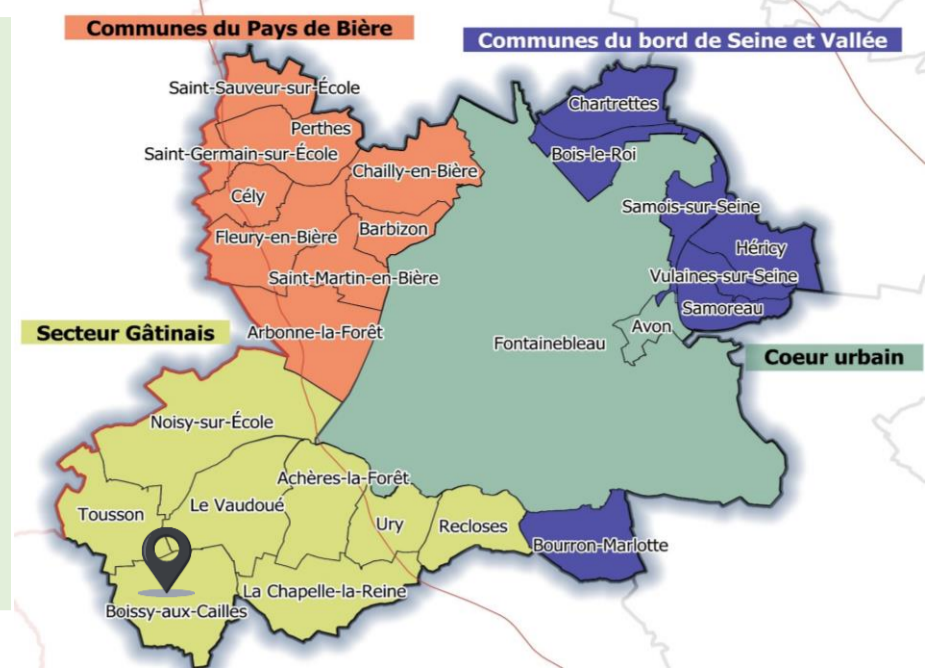 Communes du Pays de Bière
Communes du bord de Seine et Vallée
Saint-Sauveur-sur-École
Chartrettes
Perthes
Saint-Germain-sur-École
Bois-le-Roi
Chailly-en-Bière
Cély
Samois-sur-Seine
Barbizon
Fleury-en-Bière
Héricy
Saint-Martin-en-Bière
Vulaines-sur-Seine
Samoreau
Secteur Gâtinais
Arbonne-la-Forêt
Avon
Fontainebleau
Coeur urbain
Noisy-sur-École
Achères-la-Forêt
Tousson
Le Vaudoué
Ury
Recloses
Bourron-Marlotte
La Chapelle-la-Reine
Boissy-aux-Cailles